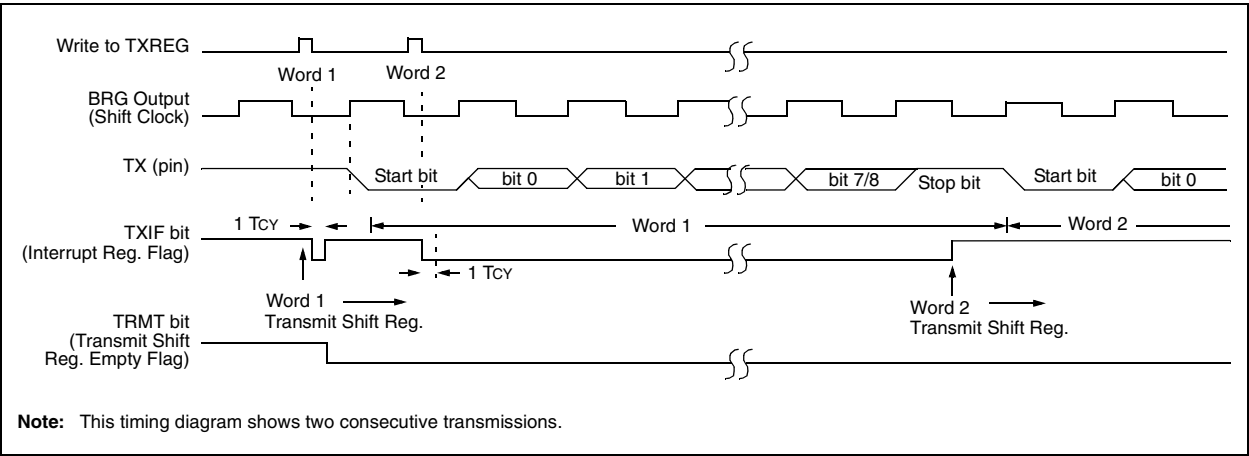 Write to TXREG
Word 1
Word 2
BRG Output
(Shift Clock)
TX (pin)
Start bit
bit 0
bit 1
bit 7/8
Stop bit
Start bit
bit 0
1 TCY
Word 1
Word 2
TXIF bit
(Interrupt Reg. Flag)
1 TCY
Word 1
Transmit Shift Reg.
Word 2
Transmit Shift Reg.
TRMT bit
(Transmit Shift
Reg. Empty Flag)
Note: This timing diagram shows two consecutive transmissions.